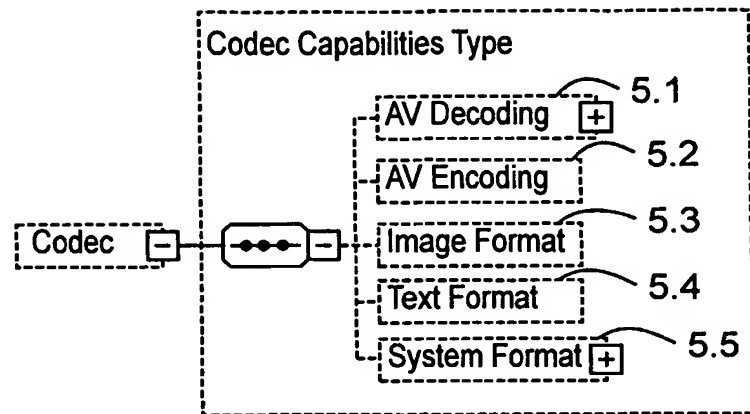 Codec Capabilities Type
5.1
AV Decoding +
5.2
AV Encoding
5.3
Codec − − Image Format
5.4
Text Format
5.5
System Format +